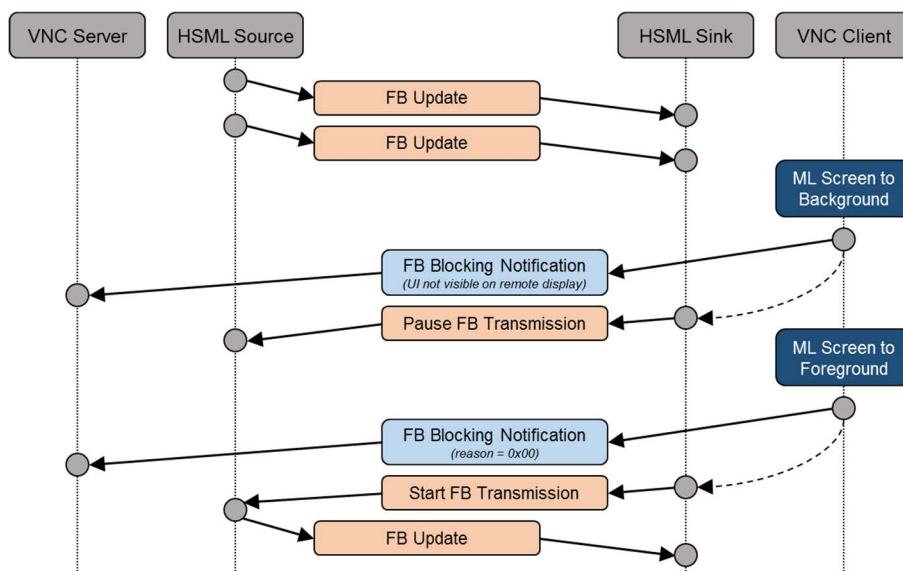 VNC Server
HSML Source
HSML Sink
VNC Client
FB Update
FB Update
ML Screen to
Background
FB Blocking Notification
(UI not visible on remote display)
Pause FB Transmission
ML Screen to
Foreground
FB Blocking Notification
(reason = 0x00)
Start FB Transmission
FB Update